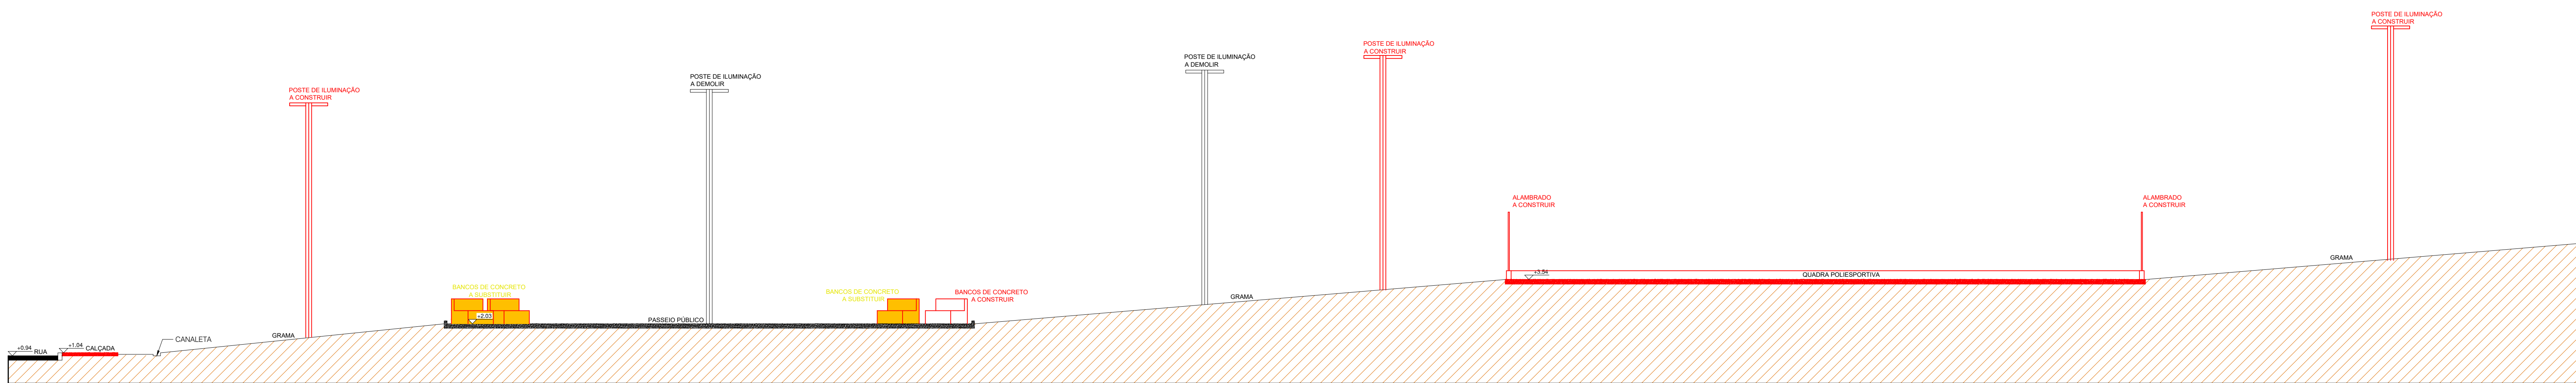 POSTE DE ILUMINAÇÃO
A CONSTRUIR
POSTE DE ILUMINAÇÃO
A CONSTRUIR
POSTE DE ILUMINAÇÃO
A DEMOLIR
POSTE DE ILUMINAÇÃO
A DEMOLIR
POSTE DE ILUMINAÇÃO
A CONSTRUIR
ALAMBRADO
A CONSTRUIR
ALAMBRADO
A CONSTRUIR
GRAMA
+3,54
QUADRA POLIESPORTIVA
BANCOS DE CONCRETO
A SUBSTITUIR
BANCOS DE CONCRETO
A SUBSTITUIR
BANCOS DE CONCRETO
A CONSTRUIR
GRAMA
+2,03
PASSEIO PÚBLICO
GRAMA
CANALETA
+0,94
RUA
+1,04
CALÇADA